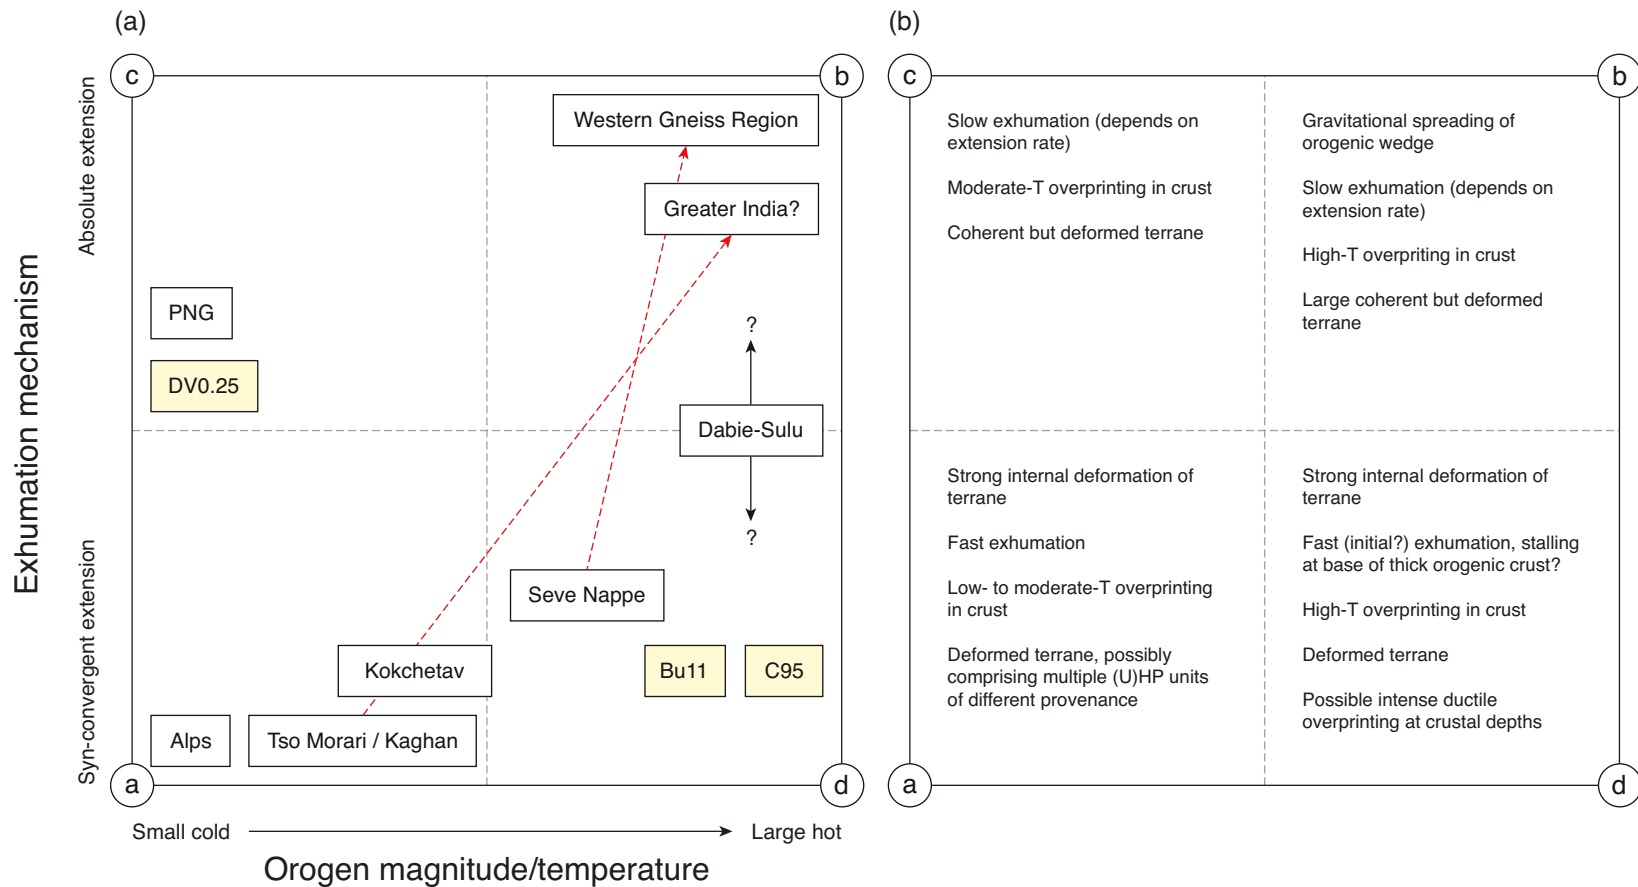 (a)
c
b
Absolute extension
Western Gneiss Region
Greater India?
PNG
DV0.25
?
Dabie-Sulu
?
Exhumation mechanism
Syn-convergent extension
Seve Nappe
Kokchetav
Bu11
C95
Alps
Tso Morari / Kaghan
a
d
Small cold
Large hot
Orogen magnitude/temperature
(b)
c
b
Slow exhumation (depends on
extension rate)
Moderate-T overprinting in crust
Coherent but deformed terrane
Gravitational spreading of
orogenic wedge
Slow exhumation (depends on
extension rate)
High-T overpriting in crust
Large coherent but deformed
terrane
Strong internal deformation of
terrane
Fast exhumation
Low- to moderate-T overprinting
in crust
Deformed terrane, possibly
comprising multiple (U)HP units
of different provenance
Strong internal deformation of
terrane
Fast (initial?) exhumation, stalling
at base of thick orogenic crust?
High-T overprinting in crust
Deformed terrane
Possible intense ductile
overprinting at crustal depths
a
d